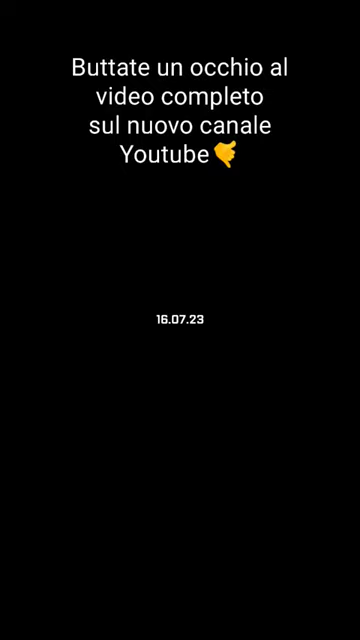 Buttate un occhio al
video completo
sul nuovo canale
Youtube🤙
16.07.23